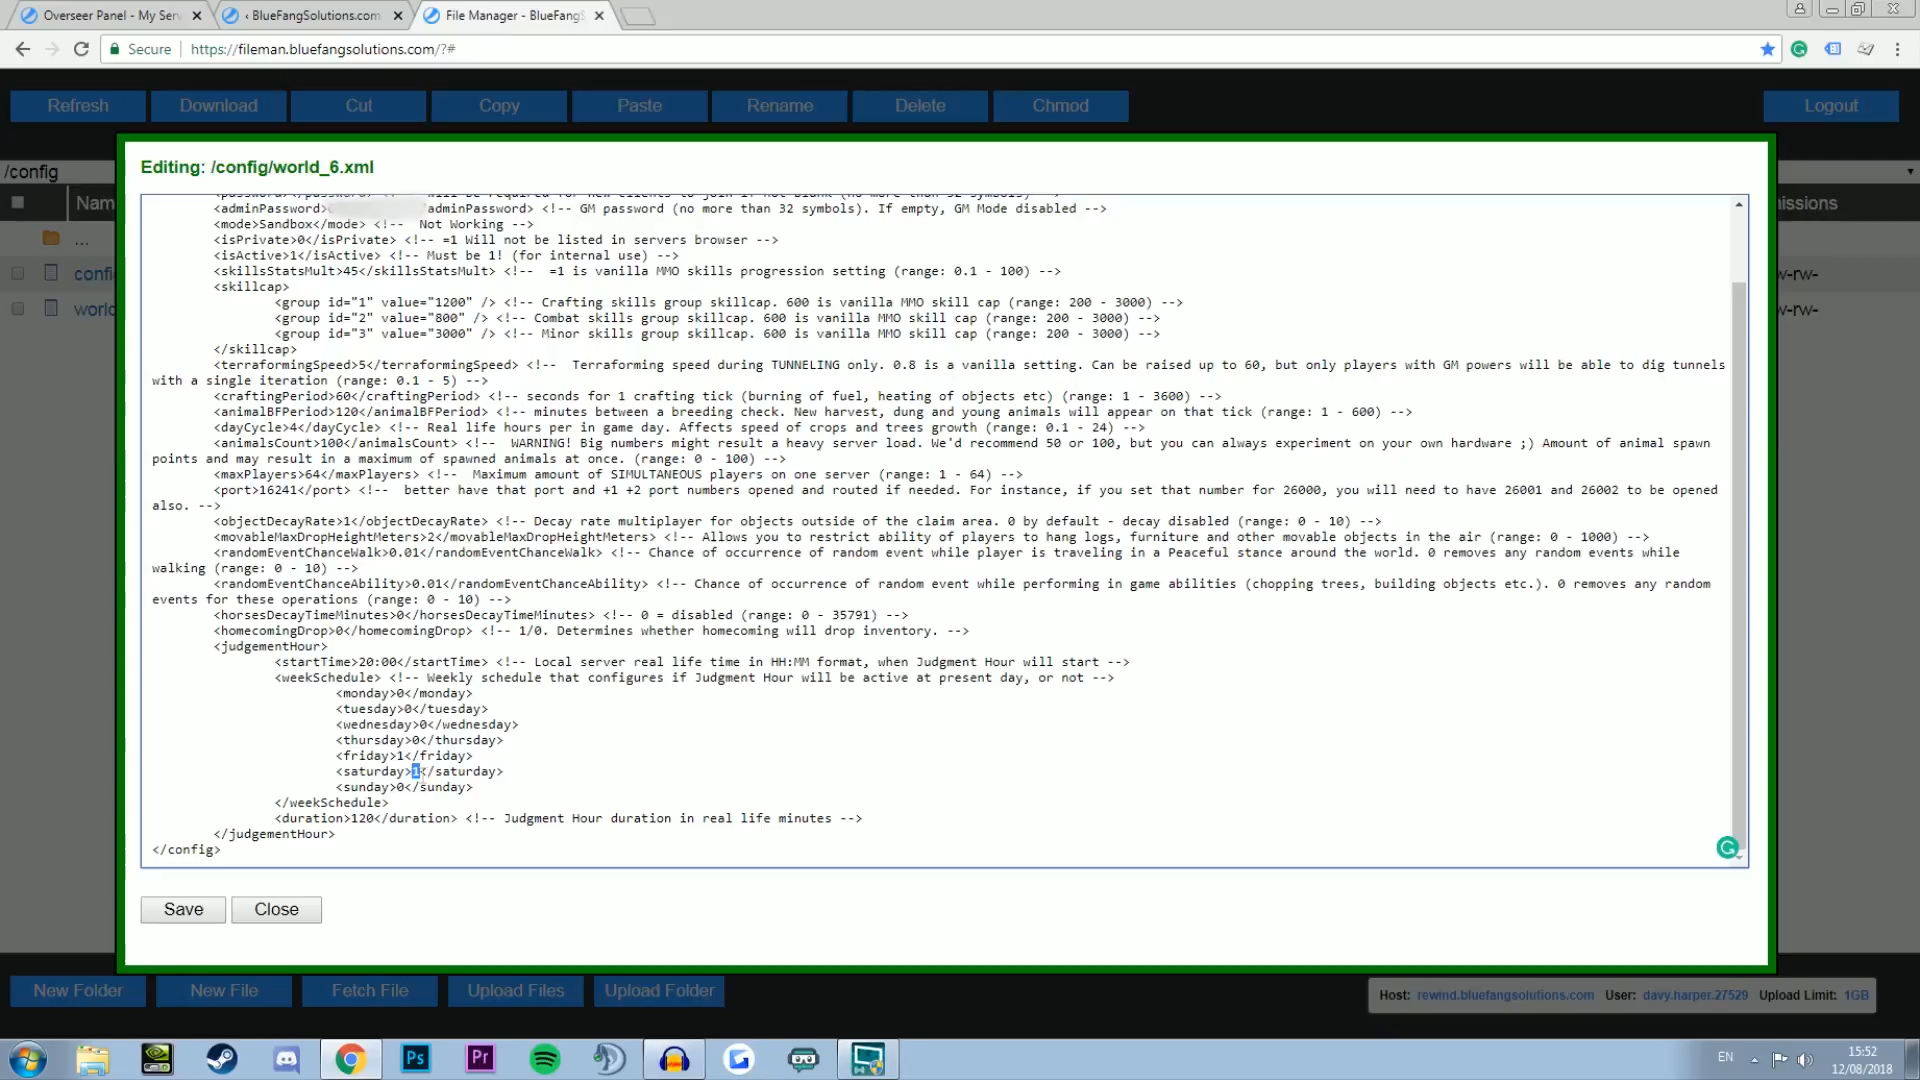 Overseer Panel - My Ser
‹ BlueFangSolutions.com
File Manager - BlueFangS
Secure
https://fileman.bluefangsolutions.com/?#
Refresh
Download
Cut
Copy
Paste
Rename
Delete
Chmod
Logout
/config
Editing: /config/world_6.xml
<adminPassword> /adminPassword> <!-- GM password (no more than 32 symbols). If empty, GM Mode disabled -->
<mode>Sandbox</mode> <!-- Not Working -->
<isPrivate>0</isPrivate> <!-- =1 Will not be listed in servers browser -->
<isActive>1</isActive> <!-- Must be 1! (for internal use) -->
<skillsStatsMult>45</skillsStatsMult> <!-- =1 is vanilla MMO skills progression setting (range: 0.1 - 100) -->
<skillcap>
<group id="1" value="1200" /> <!-- Crafting skills group skillcap. 600 is vanilla MMO skill cap (range: 200 - 3000) -->
<group id="2" value="800" /> <!-- Combat skills group skillcap. 600 is vanilla MMO skill cap (range: 200 - 3000) -->
<group id="3" value="3000" /> <!-- Minor skills group skillcap. 600 is vanilla MMO skill cap (range: 200 - 3000) -->
</skillcap>
<terraformingSpeed>5</terraformingSpeed> <!-- Terraforming speed during TUNNELING only. 0.8 is a vanilla setting. Can be raised up to 60, but only players with GM powers will be able to dig tunnels
with a single iteration (range: 0.1 - 5) -->
<craftingPeriod>60</craftingPeriod> <!-- seconds for 1 crafting tick (burning of fuel, heating of objects etc) (range: 1 - 3600) -->
<animalBFPeriod>120</animalBFPeriod> <!-- minutes between a breeding check. New harvest, dung and young animals will appear on that tick (range: 1 - 600) -->
<dayCycle>4</dayCycle> <!-- Real life hours per in game day. Affects speed of crops and trees growth (range: 0.1 - 24) -->
<animalsCount>100</animalsCount> <!-- WARNING! Big numbers might result a heavy server load. We'd recommend 50 or 100, but you can always experiment on your own hardware ;) Amount of animal spawn
points and may result in a maximum of spawned animals at once. (range: 0 - 100) -->
<maxPlayers>64</maxPlayers> <!-- Maximum amount of SIMULTANEOUS players on one server (range: 1 - 64) -->
<port>16241</port> <!-- better have that port and +1 +2 port numbers opened and routed if needed. For instance, if you set that number for 26000, you will need to have 26001 and 26002 to be opened
also. -->
<objectDecayRate>1</objectDecayRate> <!-- Decay rate multiplayer for objects outside of the claim area. 0 by default - decay disabled (range: 0 - 10) -->
<movableMaxDropHeightMeters>2</movableMaxDropHeightMeters> <!-- Allows you to restrict ability of players to hang logs, furniture and other movable objects in the air (range: 0 - 1000) -->
<randomEventChanceWalk>0.01</randomEventChanceWalk> <!-- Chance of occurrence of random event while player is traveling in a Peaceful stance around the world. 0 removes any random events while
walking (range: 0 - 10) -->
<randomEventChanceAbility>0.01</randomEventChanceAbility> <!-- Chance of occurrence of random event while performing in game abilities (chopping trees, building objects etc.). 0 removes any random
events for these operations (range: 0 - 10) -->
<horsesDecayTimeMinutes>0</horsesDecayTimeMinutes> <!-- 0 = disabled (range: 0 - 35791) -->
<homecomingDrop>0</homecomingDrop> <!-- 1/0. Determines whether homecoming will drop inventory. -->
<judgementHour>
<startTime>20:00</startTime> <!-- Local server real life time in HH:MM format, when Judgment Hour will start -->
<weekSchedule> <!-- Weekly schedule that configures if Judgment Hour will be active at present day, or not -->
<monday>0</monday>
<tuesday>0</tuesday>
<wednesday>0</wednesday>
<thursday>0</thursday>
<friday>1</friday>
<saturday>1</saturday>
<sunday>0</sunday>
</weekSchedule>
<duration>120</duration> <!-- Judgment Hour duration in real life minutes -->
</judgementHour>
</config>
Nam
...
confi
world
issions
w-rw-
w-rw-
Save
Close
New Folder
New File
Fetch File
Upload Files
Upload Folder
Host: rewind.bluefangsolutions.com User: davy.harper.27529 Upload Limit: 1GB
Ps
Pr
EN
15:52
12/08/2018